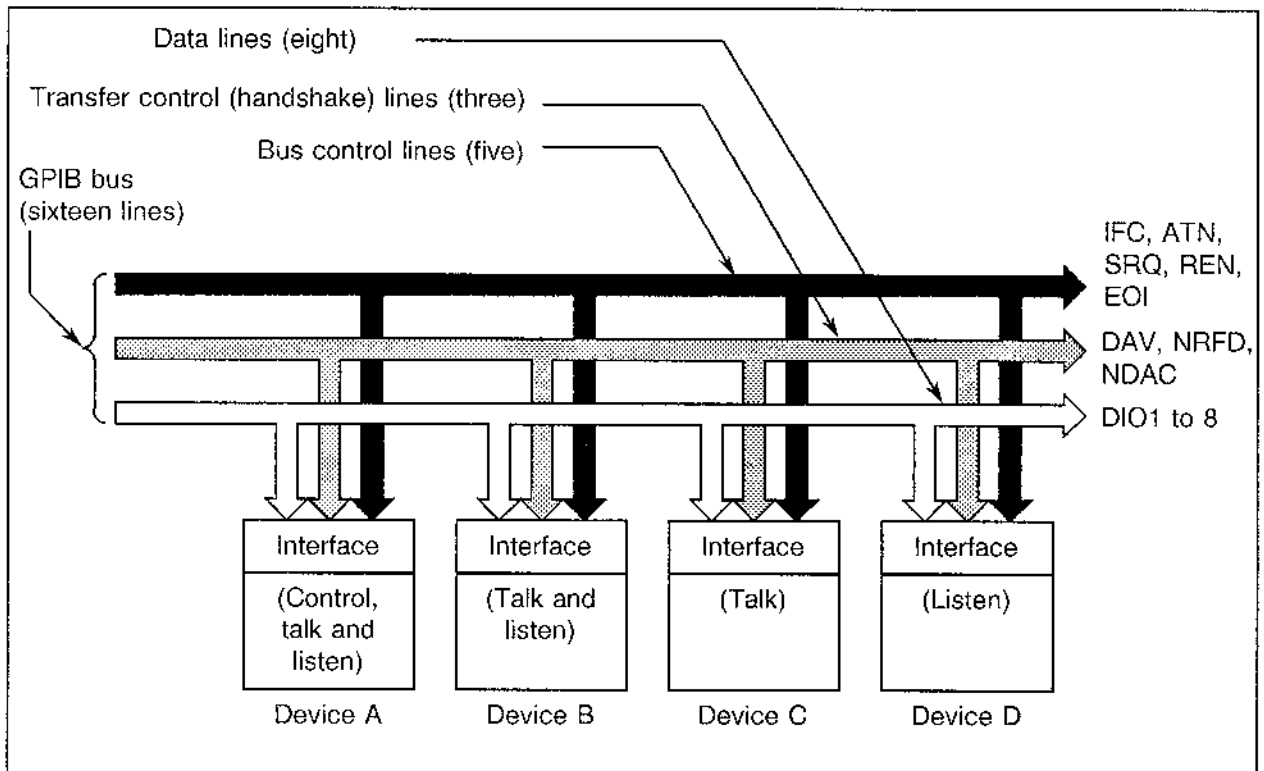 Data lines (eight)
Transfer control (handshake) lines (three)
Bus control lines (five)
GPIB bus
(sixteen lines)
IFC, ATN,
SRQ, REN,
EOI
DAV, NRFD,
NDAC
DIO1 to 8
Interface
(Control,
talk and
listen)
Device A
Interface
(Talk and
listen)
Device B
Interface
(Talk)
Device C
Interface
(Listen)
Device D